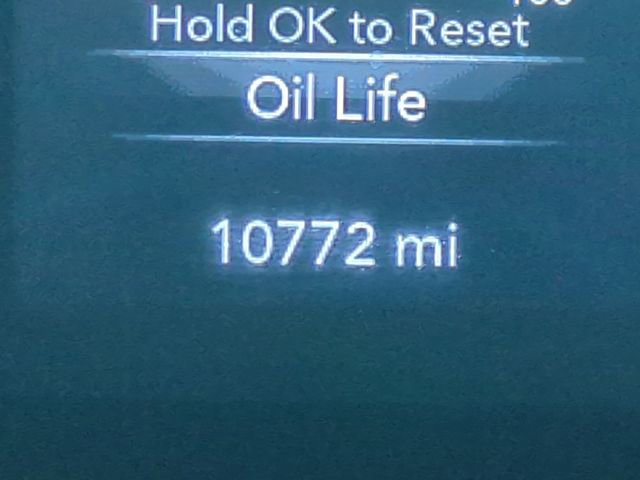 Hold OK to Reset
Oil Life
10772 mi